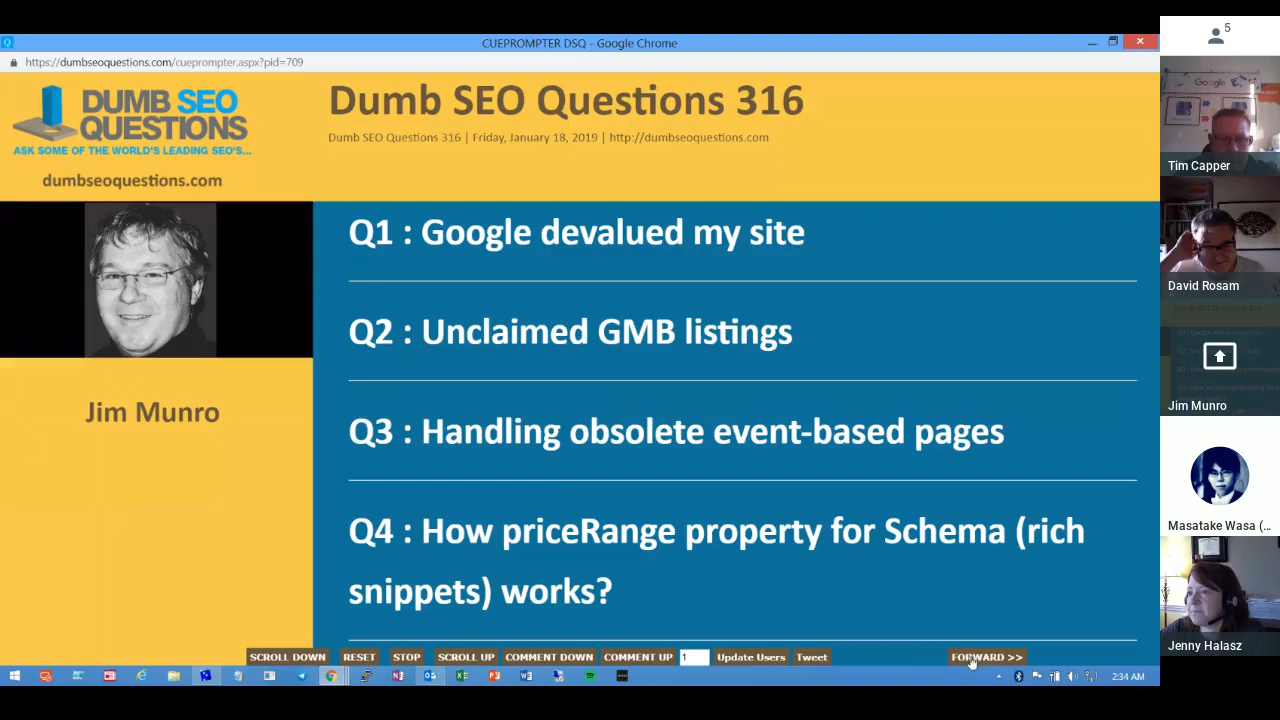 CUEPROMPTER DSQ - Google Chrome
https://dumbseoquestions.com/cueprompter.aspx?pid=709
DUMB SEO
QUESTIONS
ASK SOME OF THE WORLD'S LEADING SEO'S...
dumbseoquestions.com
Dumb SEO Questions 316
Dumb SEO Questions 316 | Friday, January 18, 2019 | http://dumbseoquestions.com
Jim Munro
Q1 : Google devalued my site
Q2 : Unclaimed GMB listings
Q3 : Handling obsolete event-based pages
Q4 : How priceRange property for Schema (rich
snippets) works?
SCROLL DOWN
RESET
STOP
SCROLL UP
COMMENT DOWN
COMMENT UP
1
Update Users
Tweet
FORWARD >>
2:34 AM
5
Google
Tim Capper
David Rosam
Jim Munro
Masatake Wasa (...
Jenny Halasz